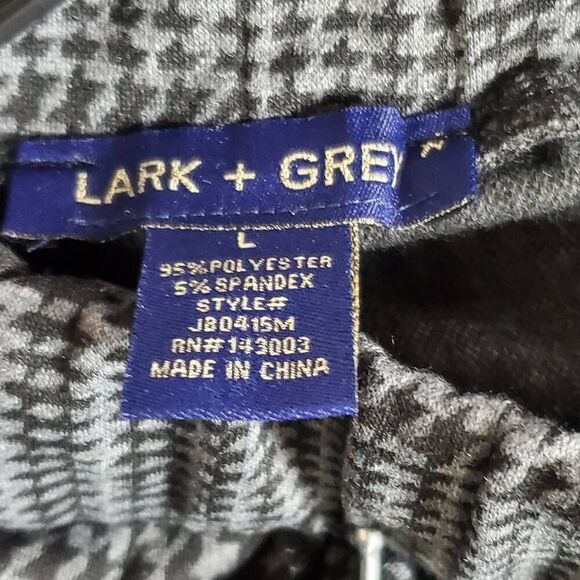 LARK + GREY
L
95%POLYESTER
5%SPANDEX
STYLE#
JB0415M
RN#143003
MADE IN CHINA